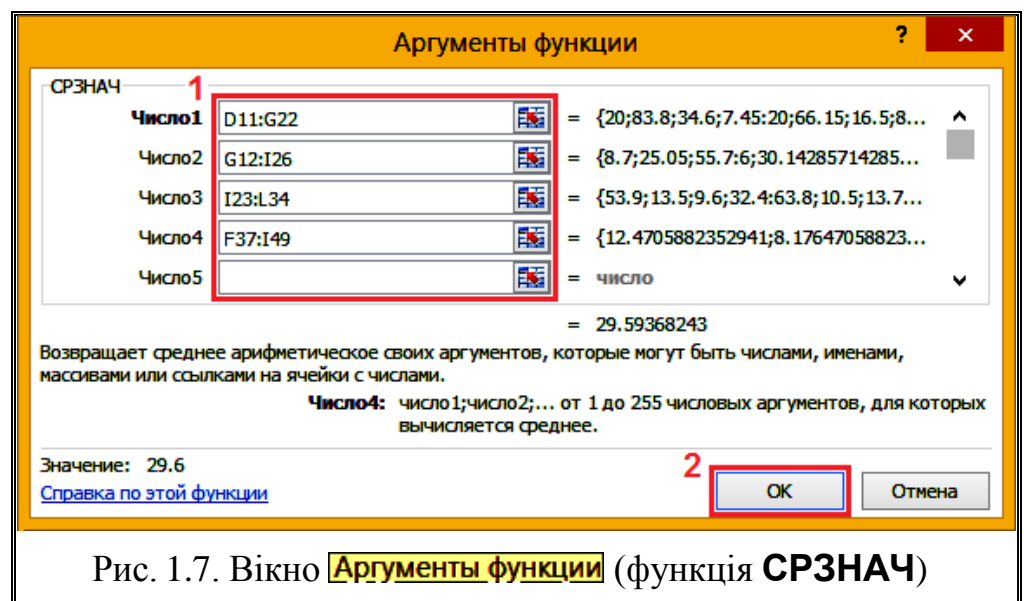 Аргументы функции ? ×
СРЗНАЧ 1
Число1 D11:G22 = {20;83.8;34.6;7.45:20;66.15;16.5;8...
Число2 G12:I26 = {8.7;25.05;55.7:6;30.14285714285...
Число3 I23:L34 = {53.9;13.5;9.6;32.4:63.8;10.5;13.7...
Число4 F37:I49 = {12.4705882352941;8.17647058823...
Число5 = число
= 29.59368243
Возвращает среднее арифметическое своих аргументов, которые могут быть числами, именами,
массивами или ссылками на ячейки с числами.
Число4: число1;число2;... от 1 до 255 числовых аргументов, для которых
вычисляется среднее.
Значение: 29.6
2
Справка по этой функции
OK Отмена
Рис. 1.7. Вікно Аргументы функции (функція СРЗНАЧ)